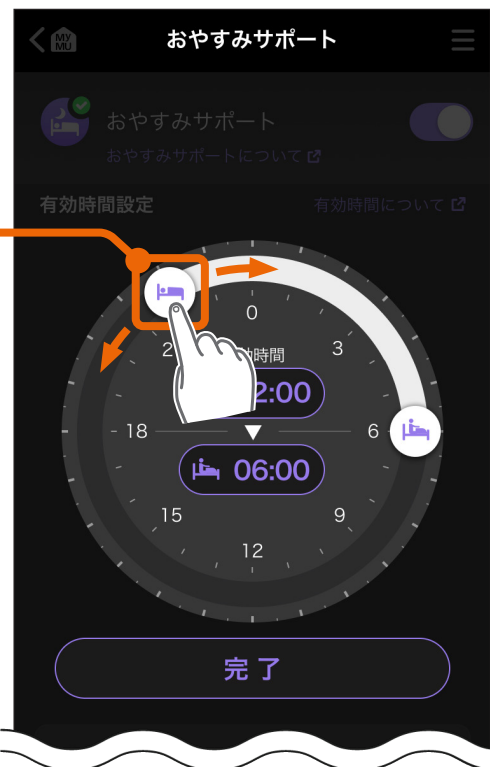 MY
MU
おやすみサポート
おやすみサポート
おやすみサポートについて
有効時間設定
有効時間について
0
3
時間
2:00
18
6
06:00
15
9
12
完了